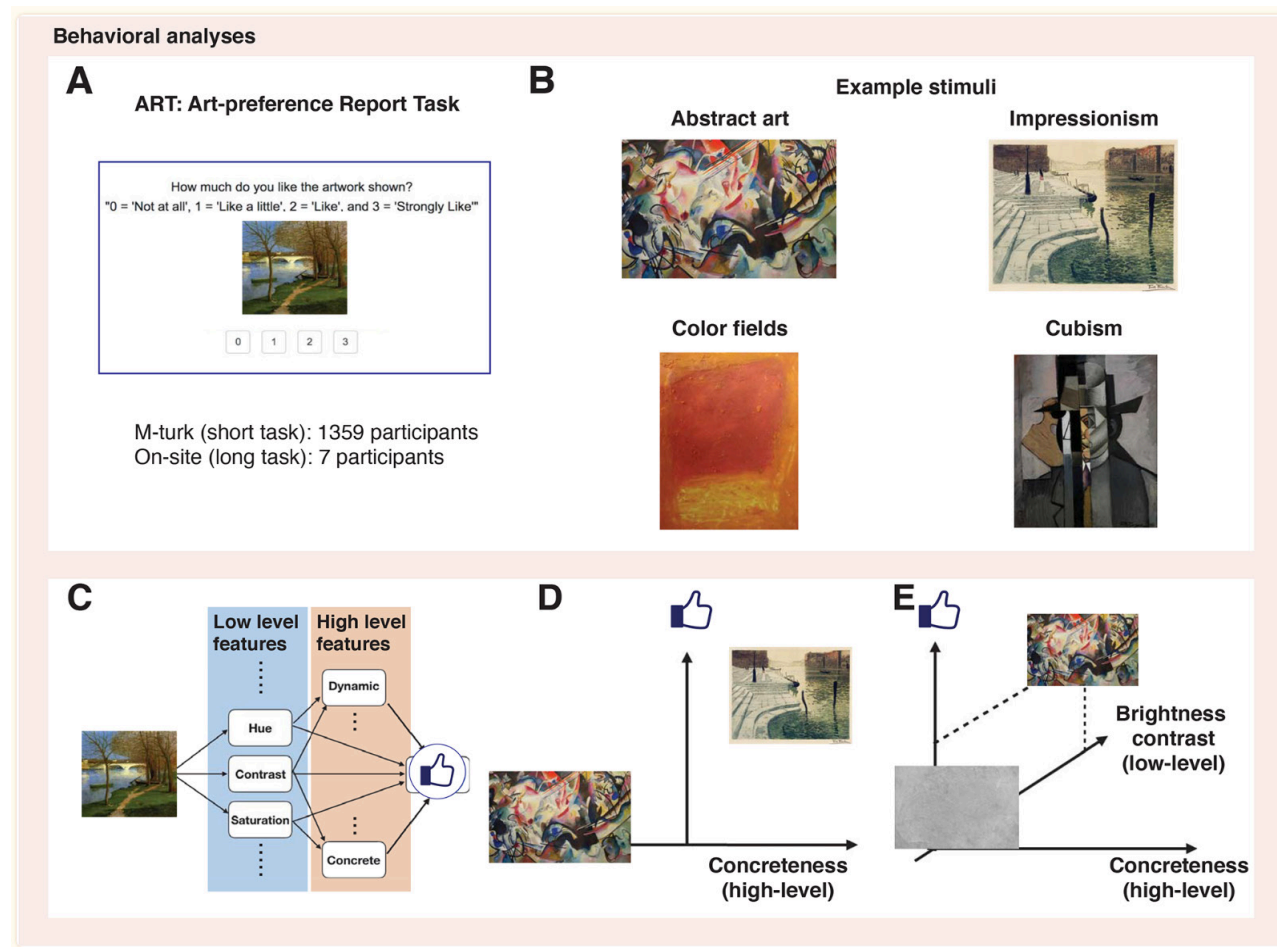 Behavioral analyses
A
ART: Art-preference Report Task
How much do you like the artwork shown?
"0 = 'Not at all', 1 = 'Like a little', 2 = 'Like', and 3 = 'Strongly Like'"
0 1 2 3
M-turk (short task): 1359 participants
On-site (long task): 7 participants
B
Example stimuli
Abstract art
Impressionism
Color fields
Cubism
C
Low level
features
High level
features
Dynamic
Hue
Contrast
Saturation
Concrete
D
Concreteness
(high-level)
E
Brightness
contrast
(low-level)
Concreteness
(high-level)